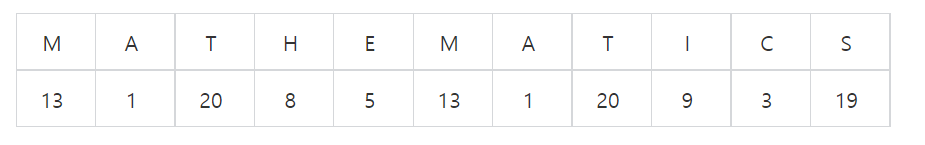 M A T H E M A T I C S
13 1 20 8 5 13 1 20 9 3 19